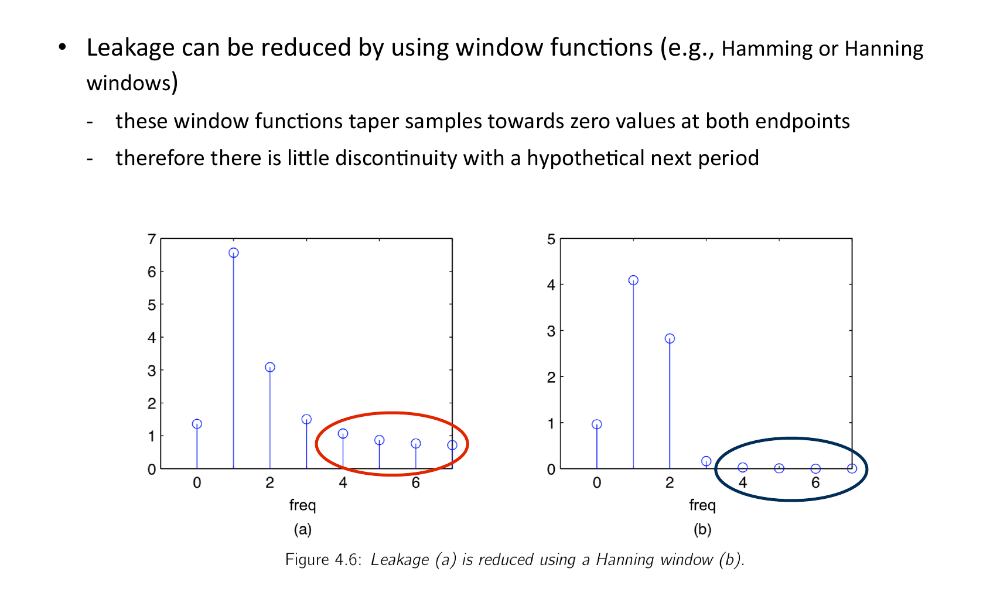 • Leakage can be reduced by using window functions (e.g., Hamming or Hanning
windows)
- these window functions taper samples towards zero values at both endpoints
- therefore there is little discontinuity with a hypothetical next period
7
6
5
4
3
2
1
0
0 2 4 6
freq
(a)
5
4
3
2
1
0
0 2 4 6
freq
(b)
Figure 4.6: Leakage (a) is reduced using a Hanning window (b).